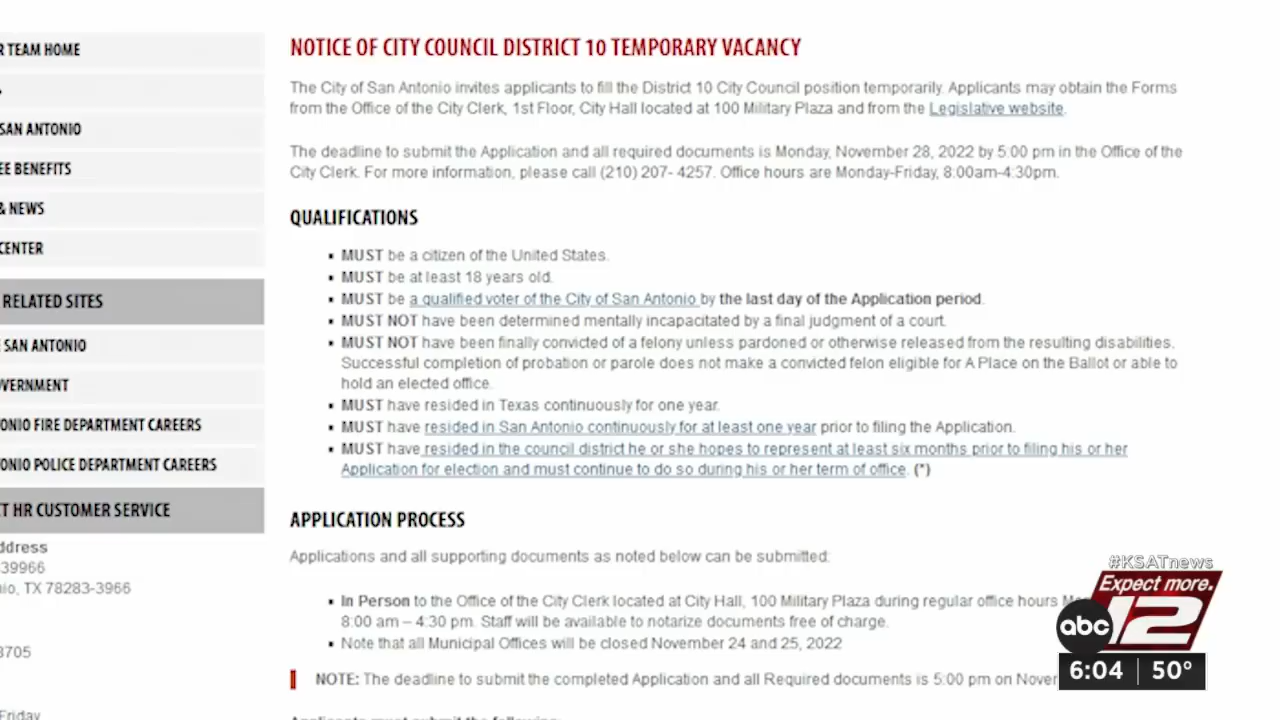 R TEAM HOME
SAN ANTONIO
EE BENEFITS
& NEWS
CENTER
RELATED SITES
SAN ANTONIO
VERNMENT
ONIO FIRE DEPARTMENT CAREERS
ONIO POLICE DEPARTMENT CAREERS
CT HR CUSTOMER SERVICE
ddress
39966
nio, TX 78283-3966
3705
Friday
NOTICE OF CITY COUNCIL DISTRICT 10 TEMPORARY VACANCY
The City of San Antonio invites applicants to fill the District 10 City Council position temporarily. Applicants may obtain the Forms
from the Office of the City Clerk, 1st Floor, City Hall located at 100 Military Plaza and from the Legislative website.
The deadline to submit the Application and all required documents is Monday, November 28, 2022 by 5:00 pm in the Office of the
City Clerk. For more information, please call (210) 207- 4257. Office hours are Monday-Friday, 8:00am-4:30pm.
QUALIFICATIONS
▪ MUST be a citizen of the United States.
▪ MUST be at least 18 years old.
▪ MUST be a qualified voter of the City of San Antonio by the last day of the Application period.
▪ MUST NOT have been determined mentally incapacitated by a final judgment of a court.
▪ MUST NOT have been finally convicted of a felony unless pardoned or otherwise released from the resulting disabilities.
Successful completion of probation or parole does not make a convicted felon eligible for A Place on the Ballot or able to
hold an elected office.
▪ MUST have resided in Texas continuously for one year.
▪ MUST have resided in San Antonio continuously for at least one year prior to filing the Application.
▪ MUST have resided in the council district he or she hopes to represent at least six months prior to filing his or her
Application for election and must continue to do so during his or her term of office. (*)
APPLICATION PROCESS
Applications and all supporting documents as noted below can be submitted:
▪ In Person to the Office of the City Clerk located at City Hall, 100 Military Plaza during regular office hours
8:00 am – 4:30 pm. Staff will be available to notarize documents free of charge.
▪ Note that all Municipal Offices will be closed November 24 and 25, 2022
NOTE: The deadline to submit the completed Application and all Required documents is 5:00 pm on Nover
Applicants must submit the following:
#KSATnews
Expect more.
abc 12
6:04 50°